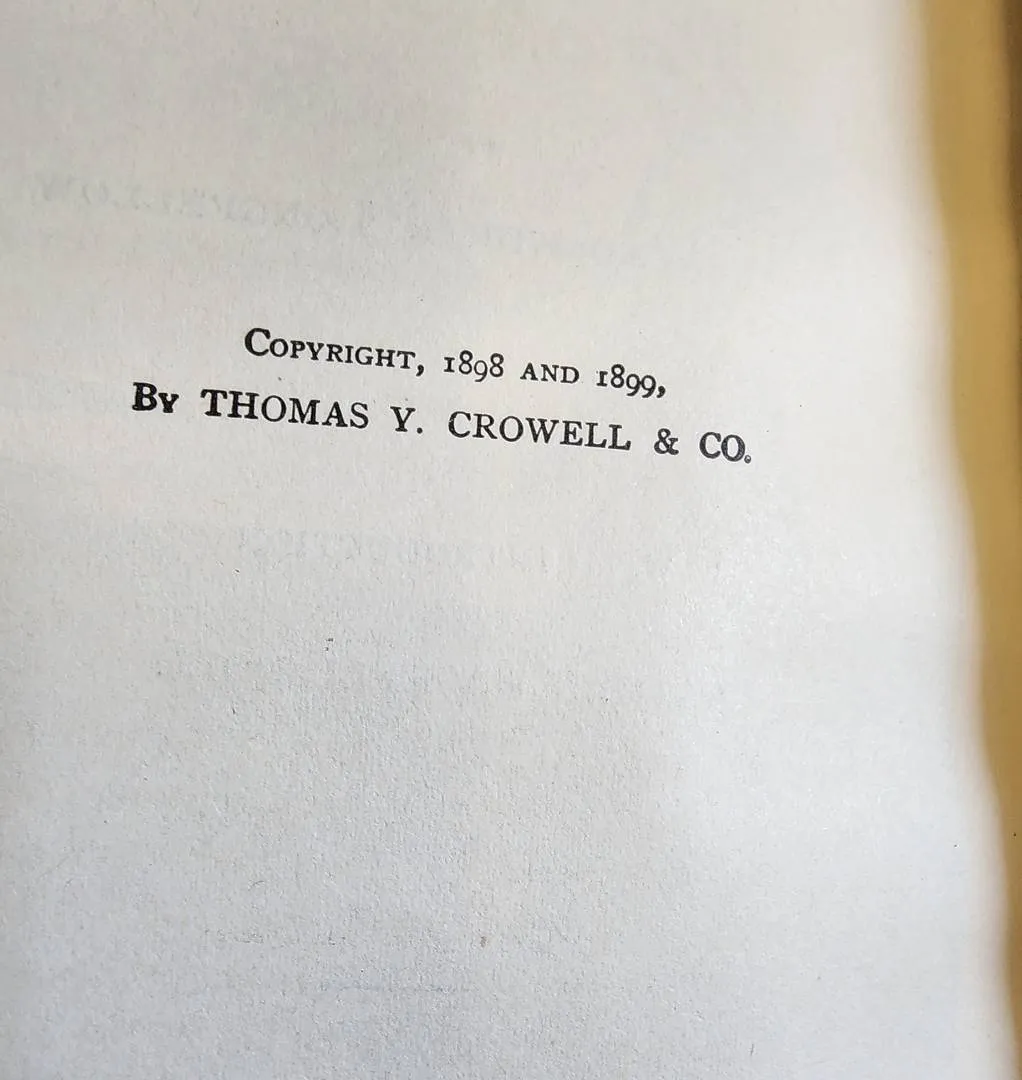 COPYRIGHT, 1898 AND 1899,
BY THOMAS Y. CROWELL & CO.